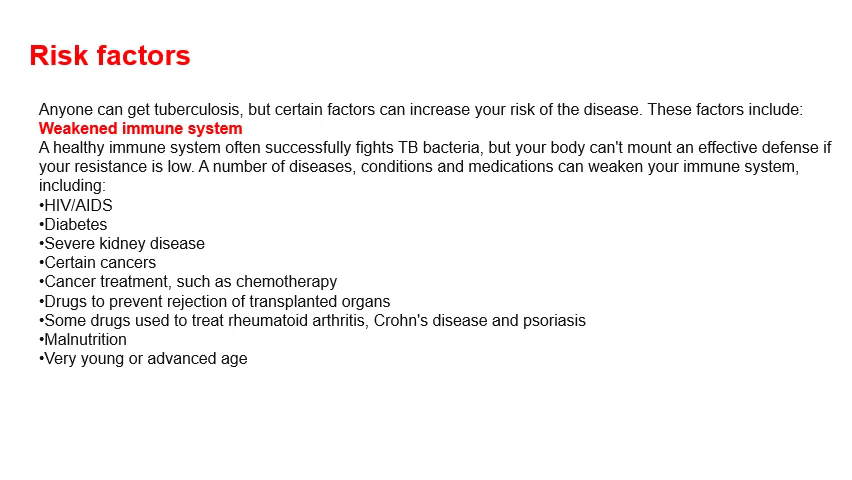 Risk factors
Anyone can get tuberculosis, but certain factors can increase your risk of the disease. These factors include:
Weakened immune system
A healthy immune system often successfully fights TB bacteria, but your body can't mount an effective defense if
your resistance is low. A number of diseases, conditions and medications can weaken your immune system,
including:
•HIV/AIDS
•Diabetes
•Severe kidney disease
•Certain cancers
•Cancer treatment, such as chemotherapy
•Drugs to prevent rejection of transplanted organs
•Some drugs used to treat rheumatoid arthritis, Crohn's disease and psoriasis
•Malnutrition
•Very young or advanced age